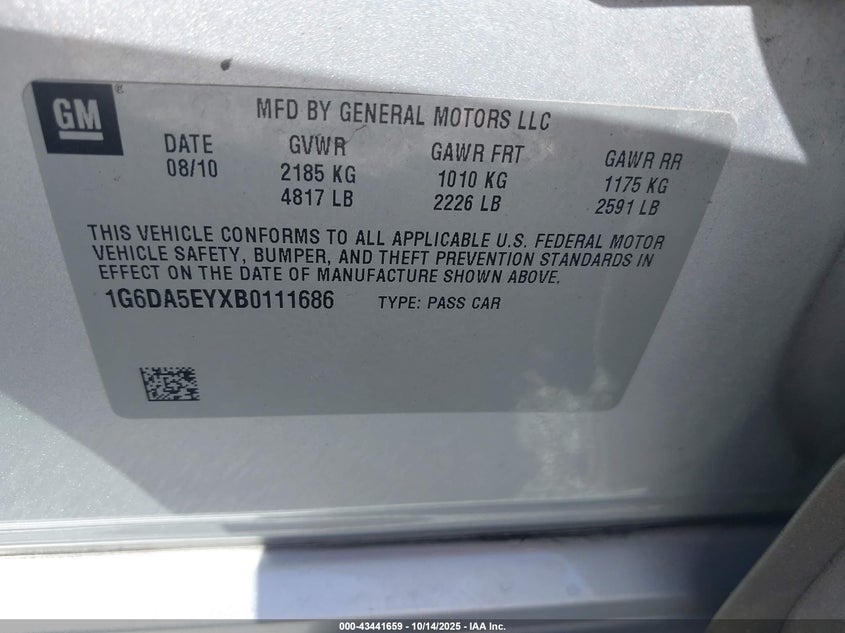 GM®
MFD BY GENERAL MOTORS LLC
DATE GVWR GAWR FRT GAWR RR
08/10 2185 KG 1010 KG 1175 KG
4817 LB 2226 LB 2591 LB
THIS VEHICLE CONFORMS TO ALL APPLICABLE U.S. FEDERAL MOTOR
VEHICLE SAFETY, BUMPER, AND THEFT PREVENTION STANDARDS IN
EFFECT ON THE DATE OF MANUFACTURE SHOWN ABOVE.
1G6DA5EYXB0111686 TYPE: PASS CAR
000-43441659 - 10/14/2025 - IAA Inc.